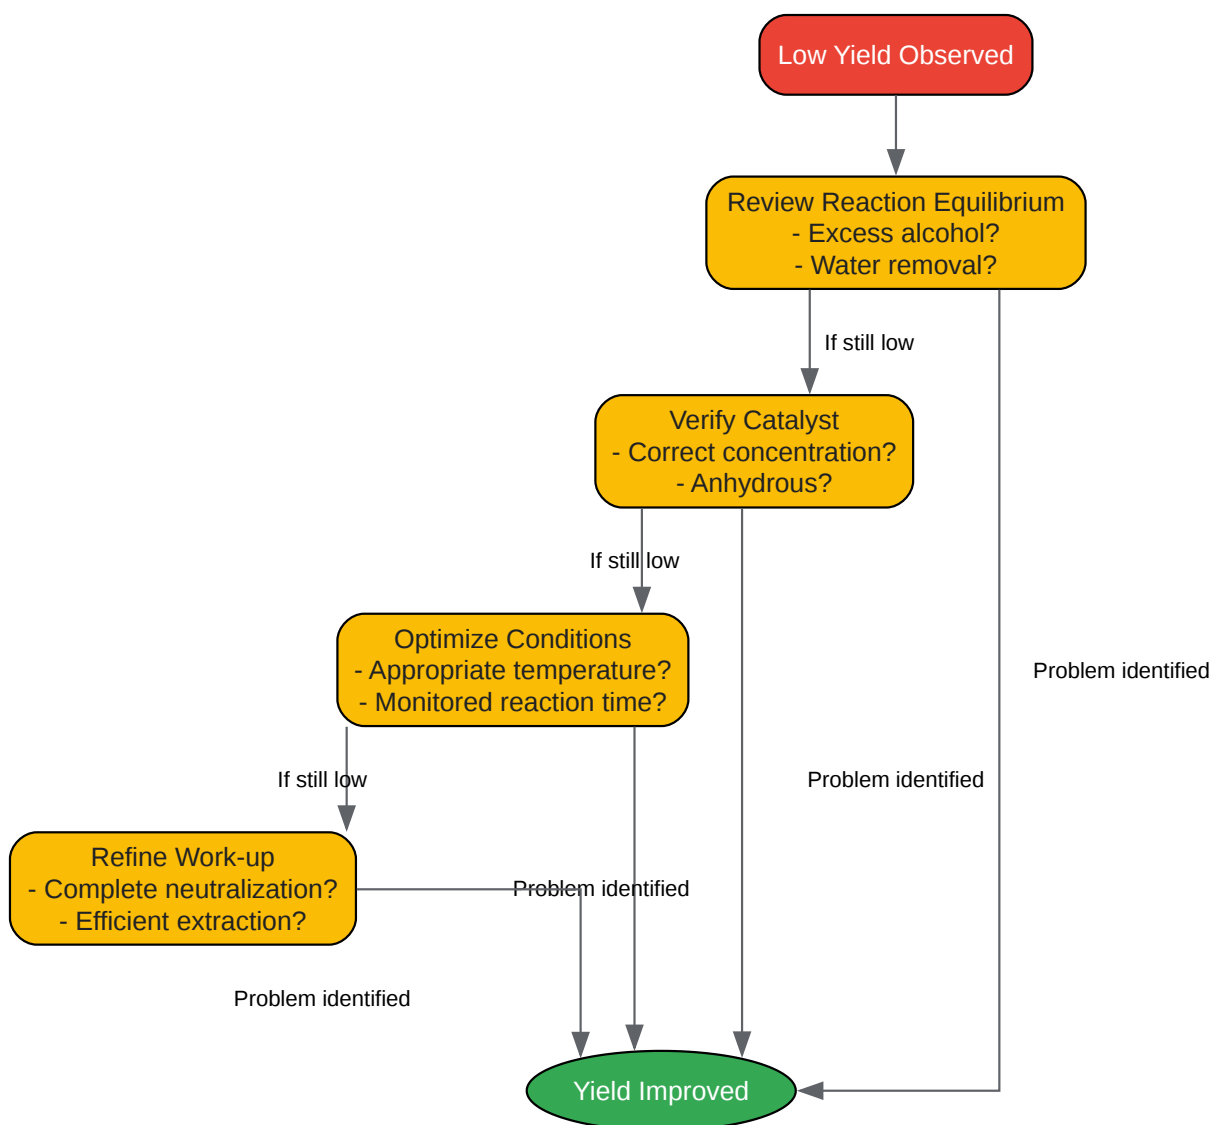 Low Yield Observed
Review Reaction Equilibrium
- Excess alcohol?
- Water removal?
If still low
Verify Catalyst
- Correct concentration?
- Anhydrous?
If still low
Optimize Conditions
- Appropriate temperature?
- Monitored reaction time?
Problem identified
If still low
Problem identified
Refine Work-up
- Complete neutralization?
- Efficient extraction?
Problem identified
Problem identified
Yield Improved